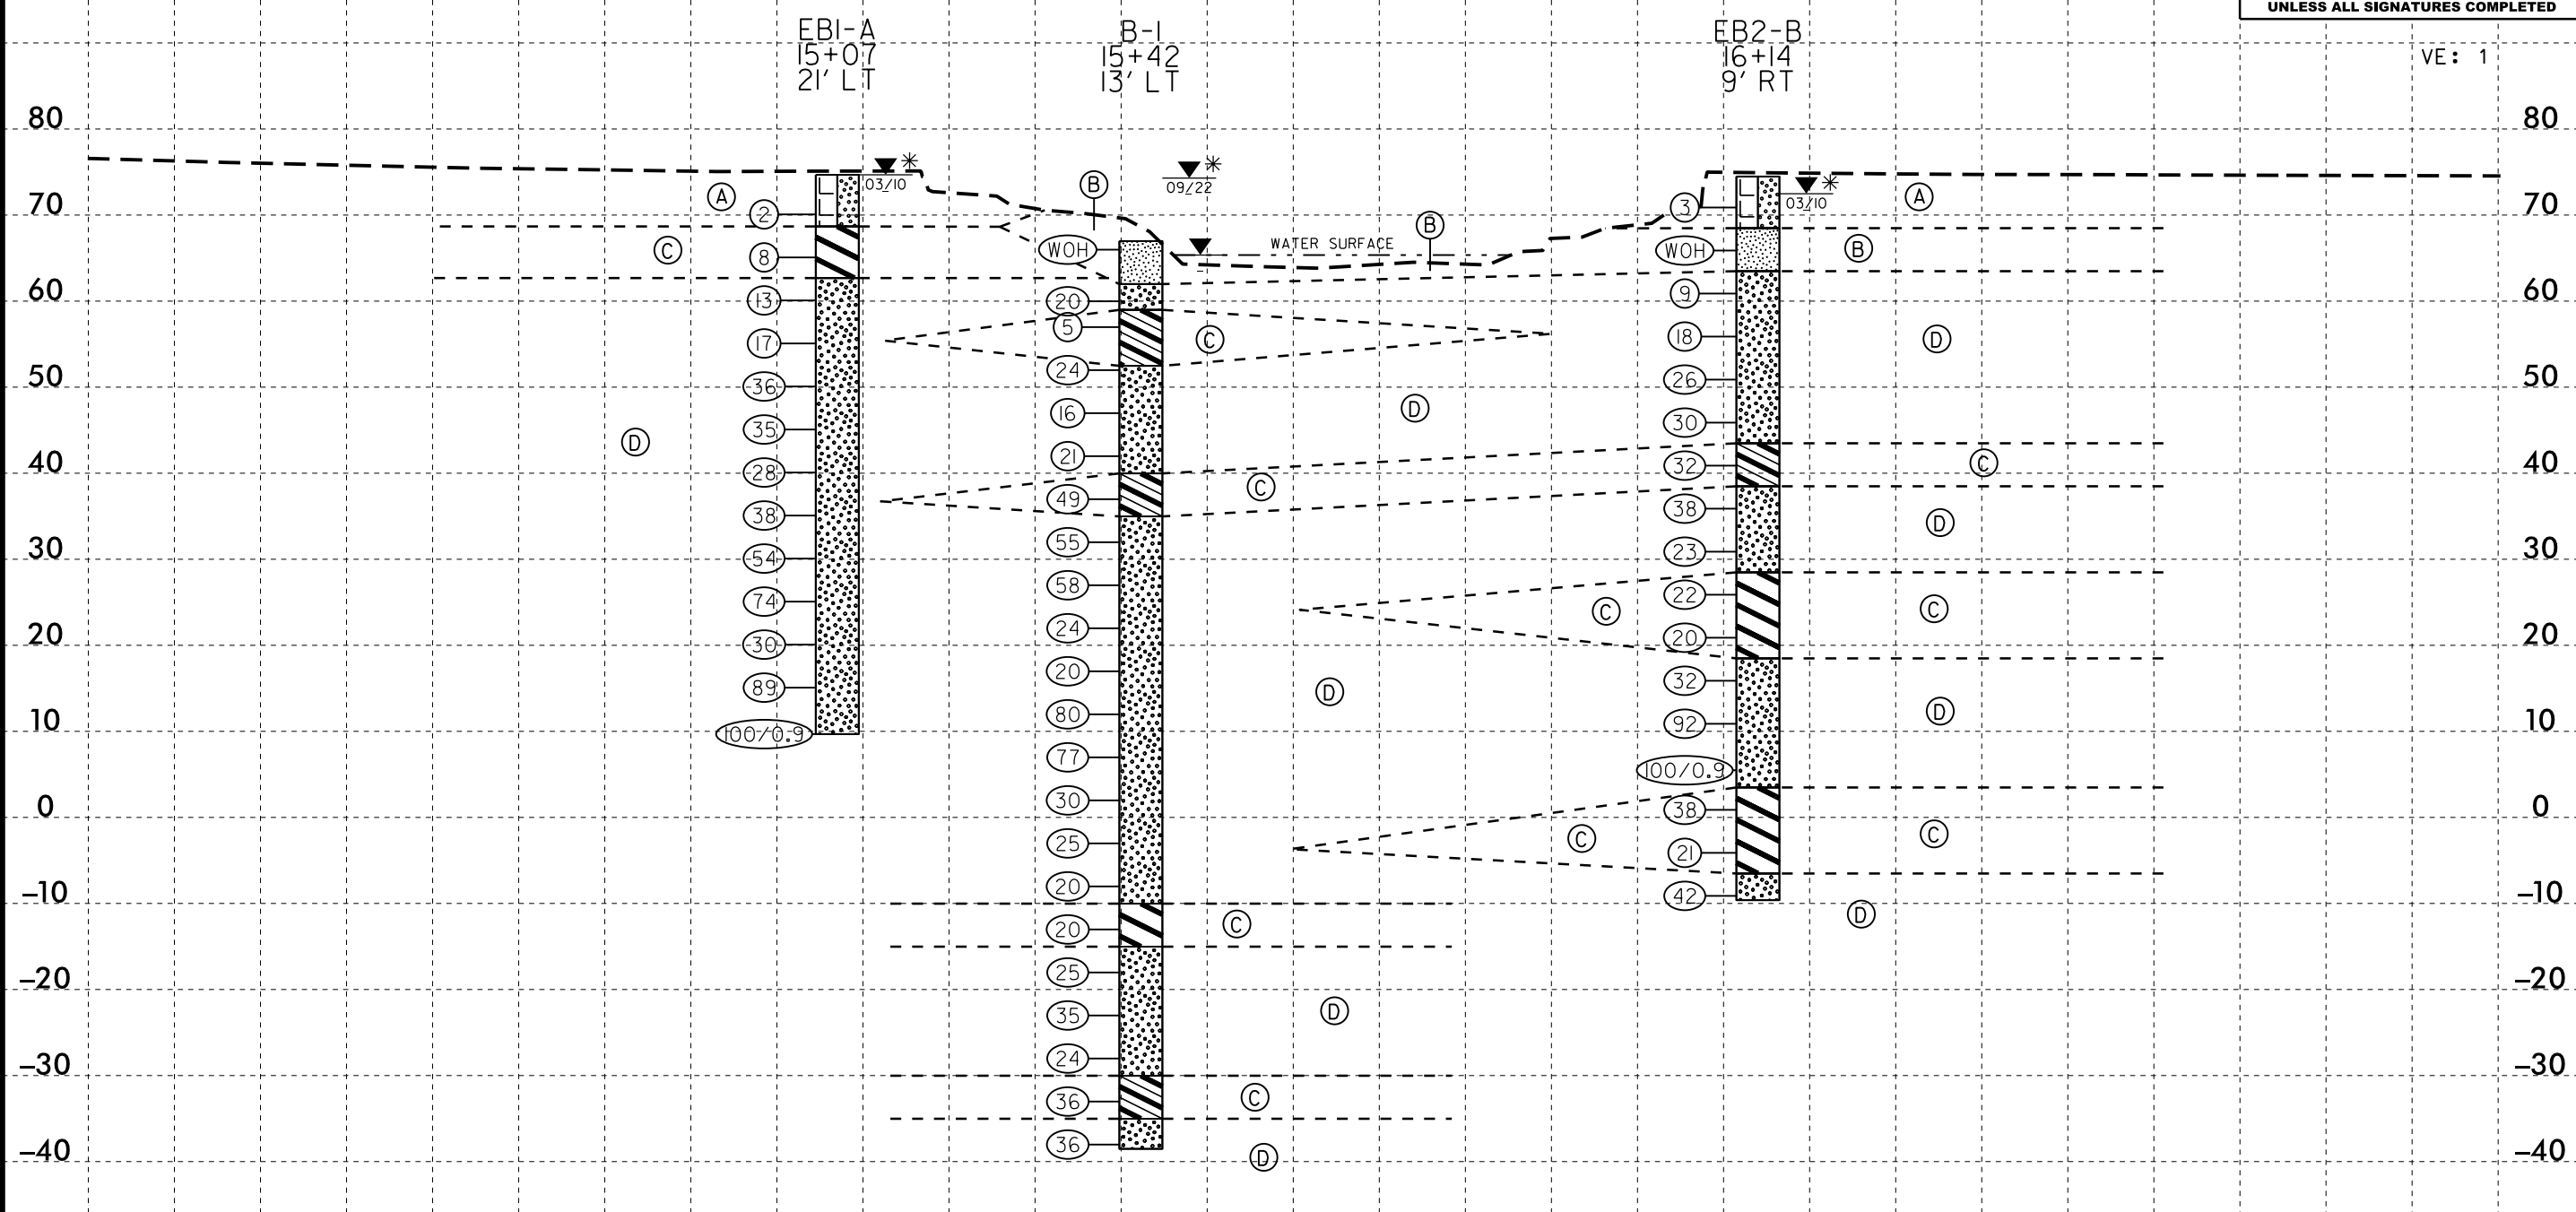 UNLESS ALL SIGNATURES COMPLETED
VE: 1
EB1-A
15+07
21' LT
B-1
15+42
13' LT
EB2-B
16+14
9' RT
80 80
03/10
09/22
03/10
A B A
70 2 3 70
B
C 8 WOH WATER SURFACE WOH B
60 13 20 9 60
5
17 C 18 D
50 36 24 26 50
D 35 16 D 30
40 28 21 32 C 40
38 49 C 38 D
30 54 55 23 30
74 58 C 22 C
20 30 24 20 20
89 20 D 32
10 100/0.9 80 92 D 10
77 100/0.9
0 30 38 0
25 C 21 C
-10 20 42 -10
20 C D
-20 25 -20
35 D
-30 24 -30
36 C
-40 36 D -40